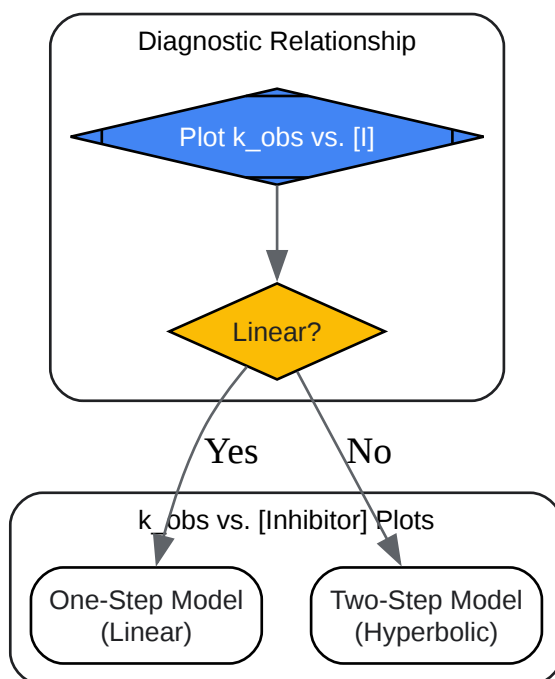 Diagnostic Relationship
Plot k_obs vs. [I]
Linear?
Yes
No
k_obs vs. [Inhibitor] Plots
One-Step Model
(Linear)
Two-Step Model
(Hyperbolic)